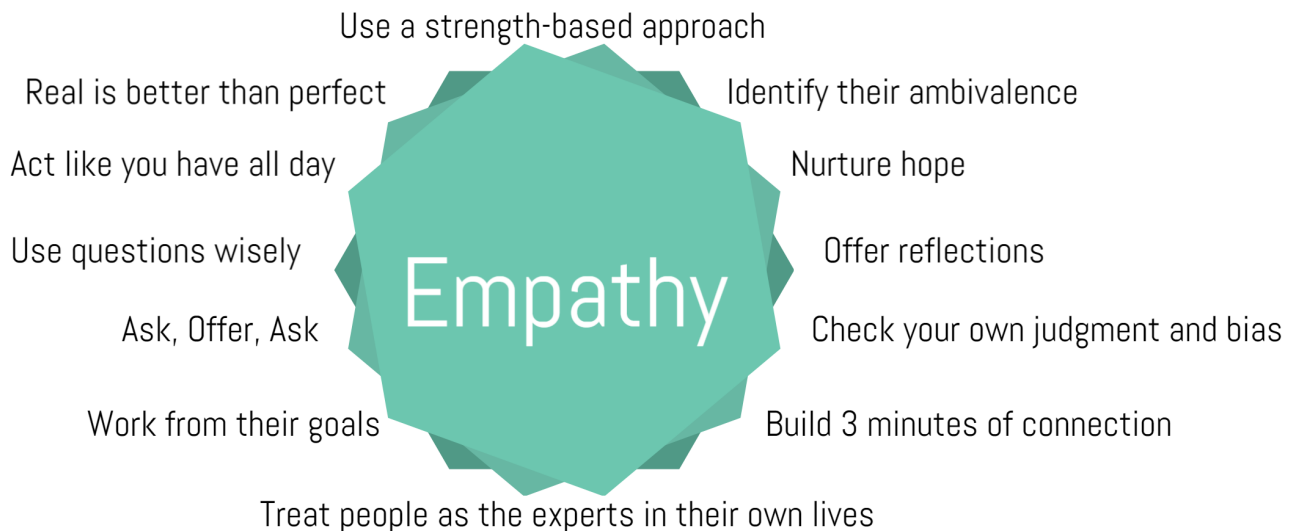 Use a strength-based approach
Real is better than perfect
Identify their ambivalence
Act like you have all day
Nurture hope
Use questions wisely
Offer reflections
Empathy
Ask, Offer, Ask
Check your own judgment and bias
Work from their goals
Build 3 minutes of connection
Treat people as the experts in their own lives